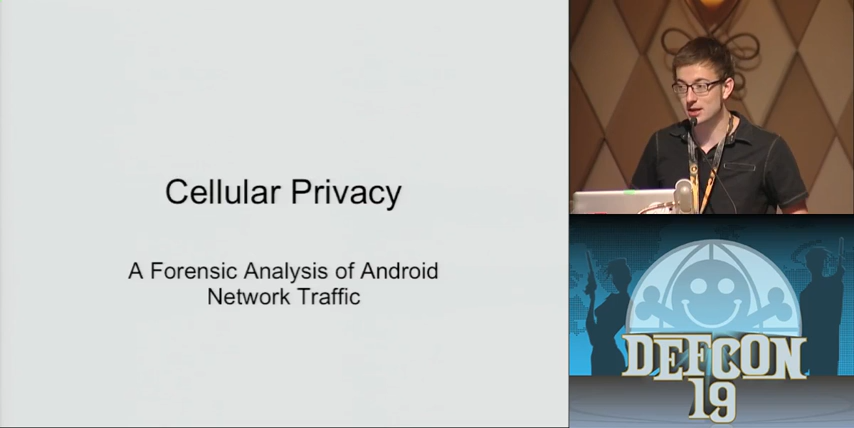 Cellular Privacy
A Forensic Analysis of Android
Network Traffic
DEFCON
19